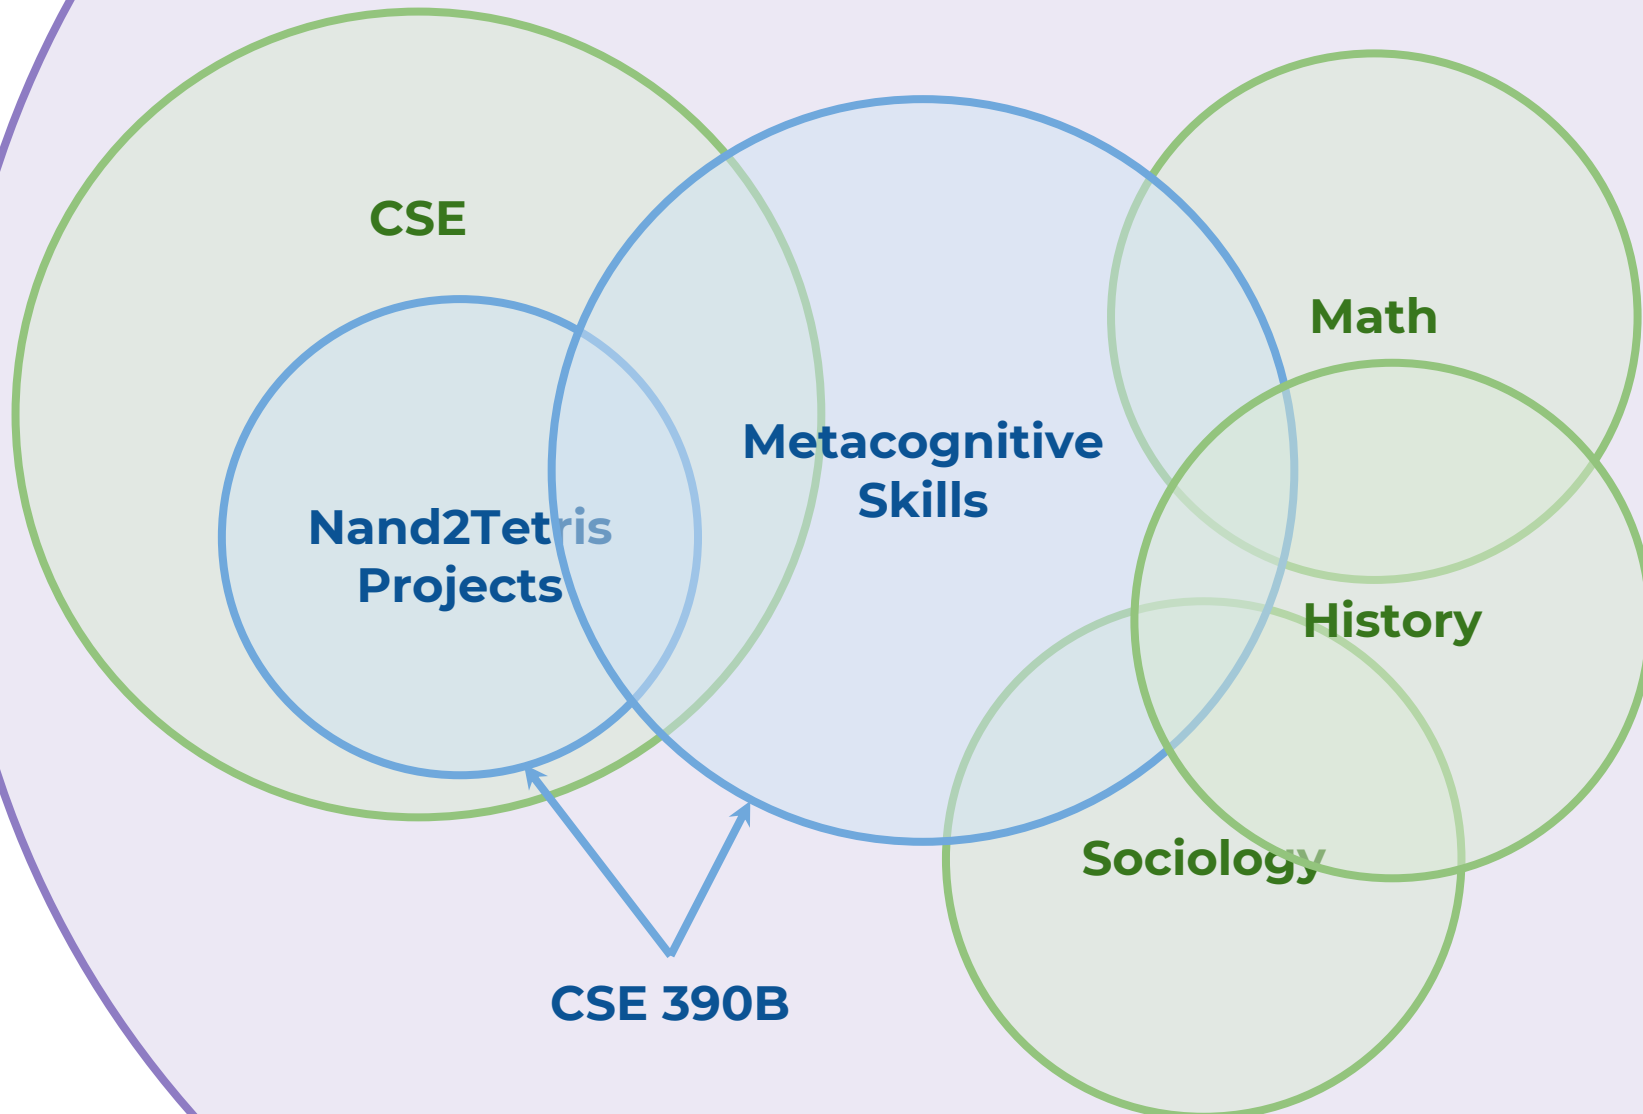 CSE
Math
Metacognitive
Skills
Nand2Tetris
Projects
History
Sociology
CSE 390B